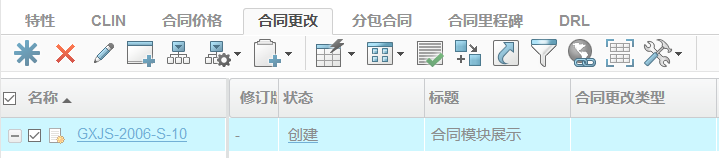 特性 CLIN 合同价格 合同更改 分包合同 合同里程碑 DRL
名称 修订版 状态 标题 合同更改类型
GXJS-2006-S-10 - 创建 合同模块展示